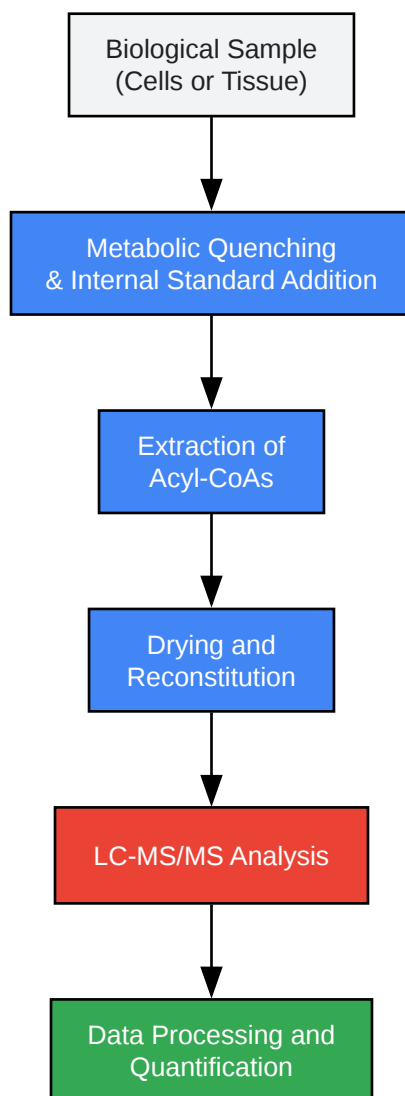 Biological Sample
(Cells or Tissue)
Metabolic Quenching
& Internal Standard Addition
Extraction of
Acyl-CoAs
Drying and
Reconstitution
LC-MS/MS Analysis
Data Processing and
Quantification